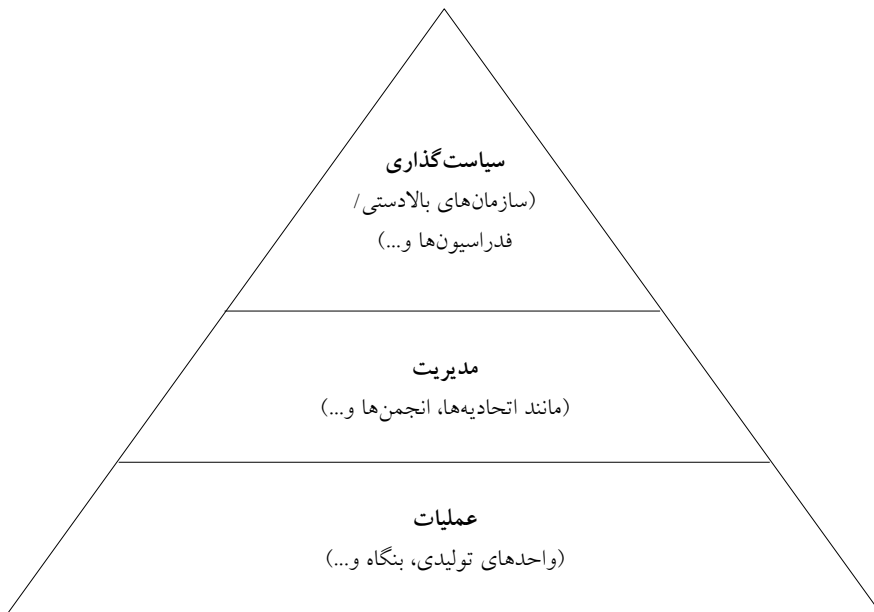 سیاست‌گذاری
(سازمان‌های بالادستی/
فدراسیون‌ها و...)
مدیریت
(مانند اتحادیه‌ها، انجمن‌ها و...)
عملیات
(واحدهای تولیدی، بنگاه و...)